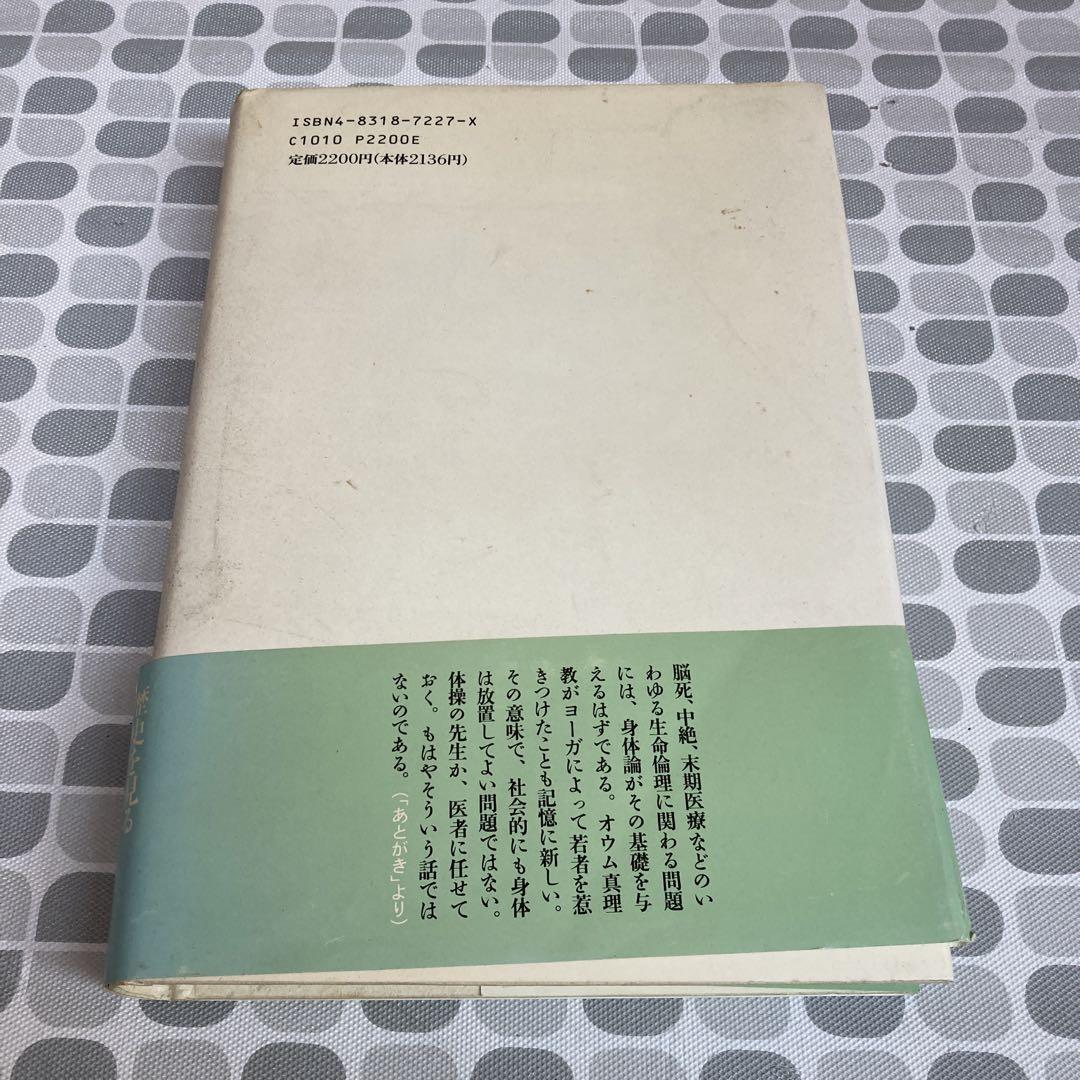 ISBN4-8318-7227-X
C1010 P2200E
定価2200円(本体2136円)
脳死、中絶、末期医療などのい
わゆる生命倫理に関わる問題
には、身体論がその基礎を与
えるはずである。オウム真理
教がヨーガによって若者を惹
きつけたことも記憶に新しい。
その意味で、社会的にも身体
は放置してよい問題ではない。
体操の先生か、医者に任せて
おく。もはやそういう話では
ないのである。(「あとがき」より)
歴史を見る